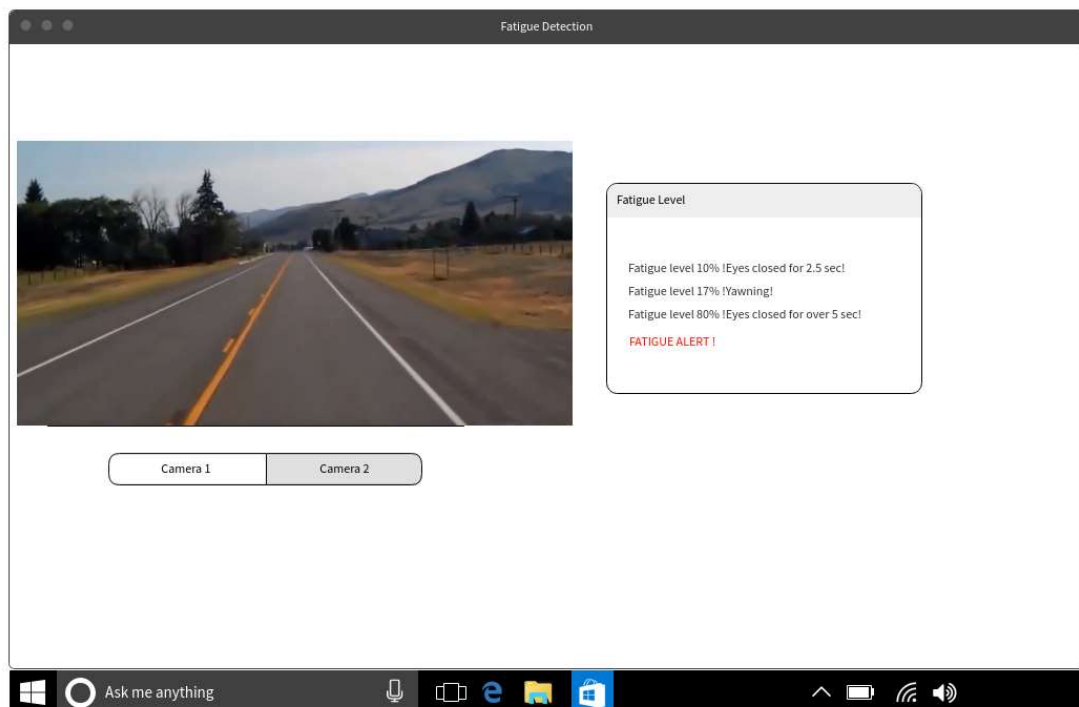 Fatigue Detection
Fatigue Level
Fatigue level 10% !Eyes closed for 2.5 sec!
Fatigue level 17% !Yawning!
Fatigue level 80% !Eyes closed for over 5 sec!
FATIGUE ALERT !
Camera 1
Camera 2
Ask me anything